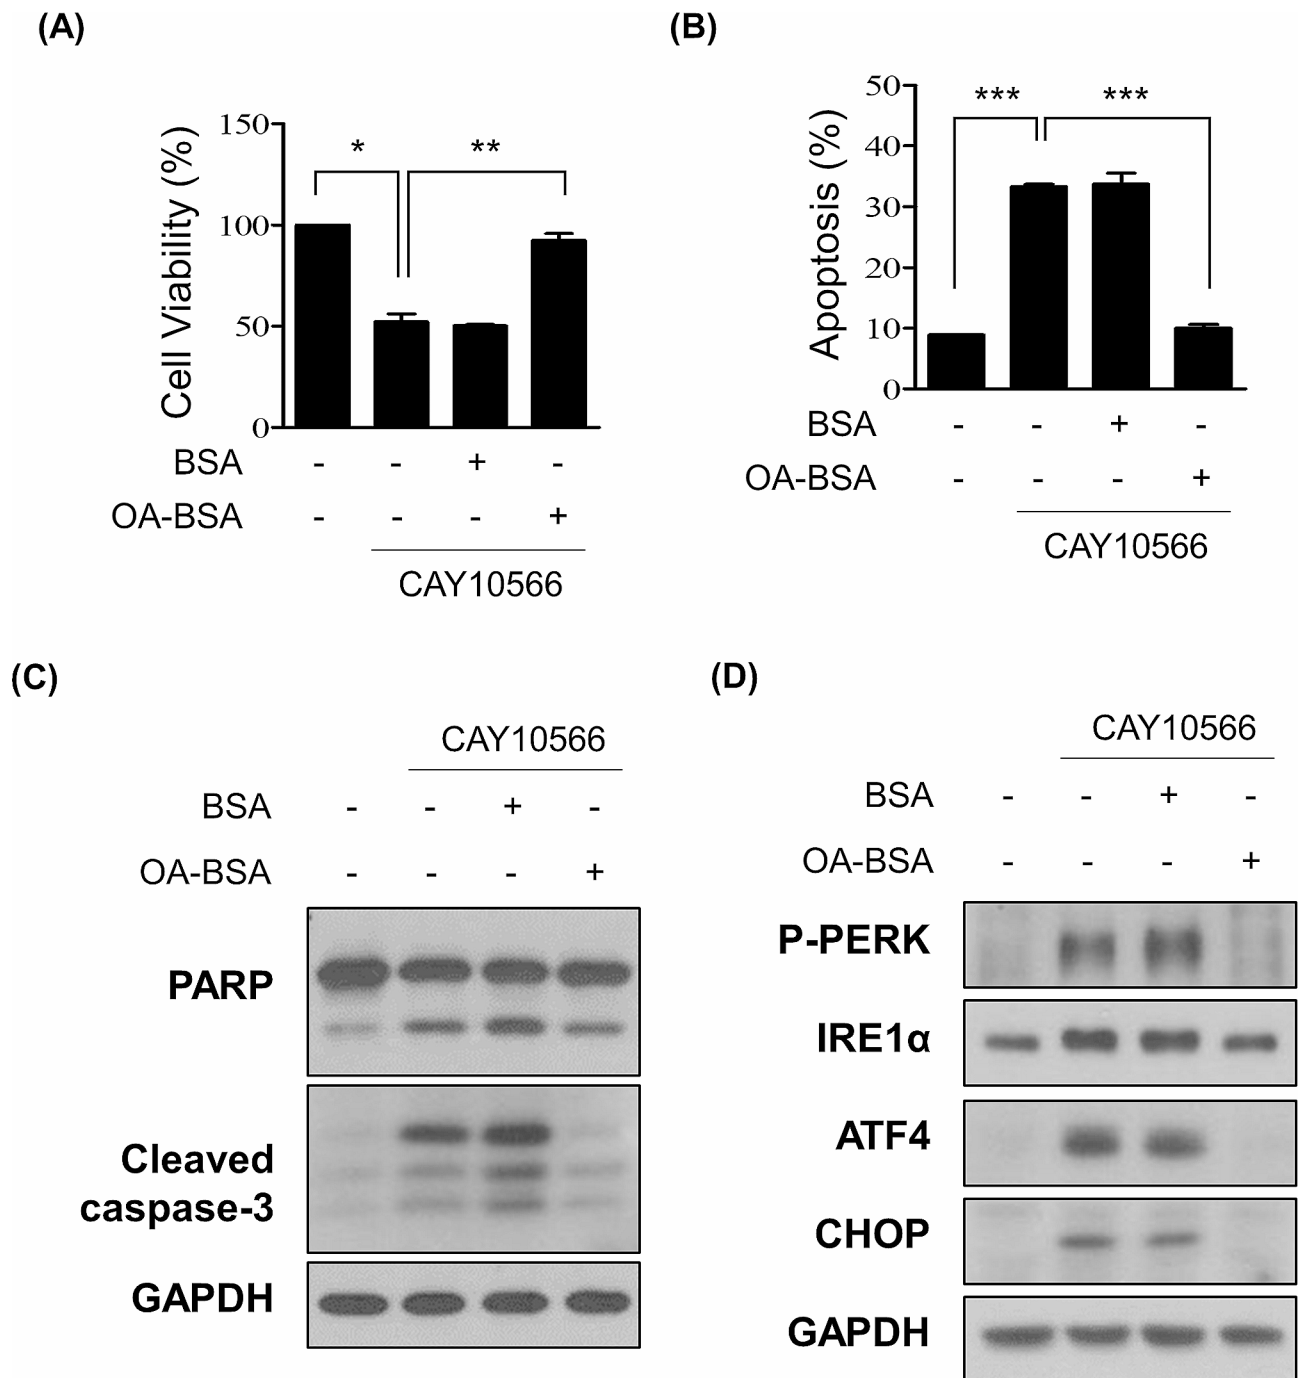 (A)
150
100
50
0
Cell Viability (%)
*
**
BSA - - + -
OA-BSA - - - +
CAY10566
(B)
50
40
30
20
10
0
Apoptosis (%)
***
***
BSA - - + -
OA-BSA - - - +
CAY10566
(C)
CAY10566
BSA - - + -
OA-BSA - - - +
PARP
Cleaved
caspase-3
GAPDH
(D)
CAY10566
BSA - - + -
OA-BSA - - - +
P-PERK
IRE1α
ATF4
CHOP
GAPDH